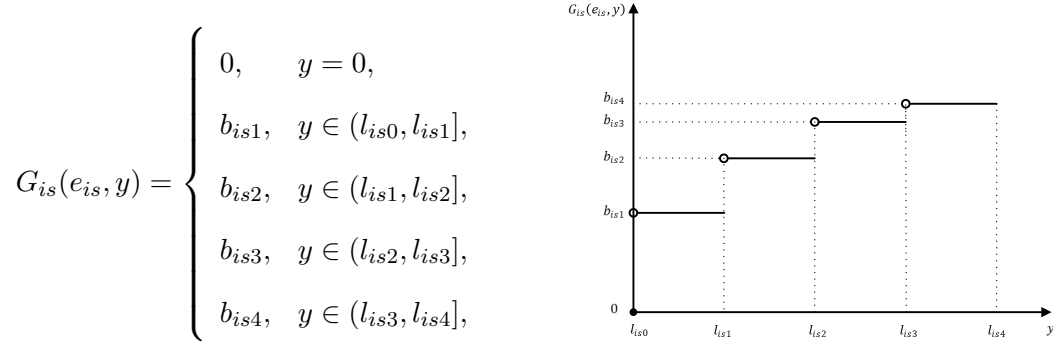 G_{is}(e_{is}, y) = {
0, y = 0,
b_{is1}, y ∈ (l_{is0}, l_{is1}],
b_{is2}, y ∈ (l_{is1}, l_{is2}],
b_{is3}, y ∈ (l_{is2}, l_{is3}],
b_{is4}, y ∈ (l_{is3}, l_{is4}],
G_{is}(e_{is}, y)
b_{is4}
b_{is3}
b_{is2}
b_{is1}
0
l_{is0} l_{is1} l_{is2} l_{is3} l_{is4} y